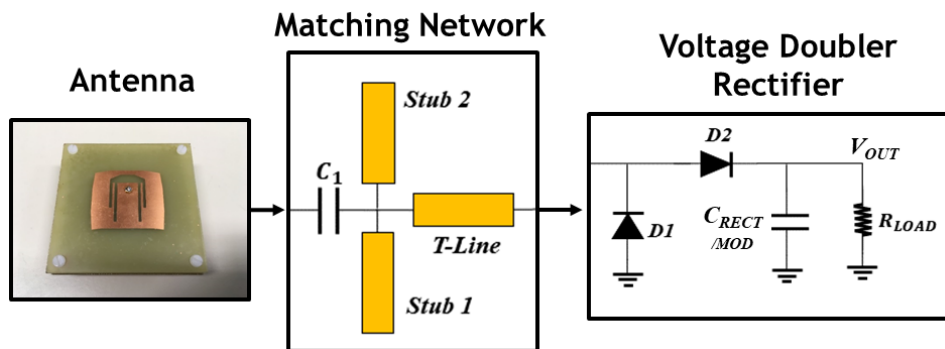 Antenna
Matching Network
Stub 2
C1
T-Line
Stub 1
Voltage Doubler
Rectifier
D2
VOUT
D1
CRECT
/MOD
RLOAD